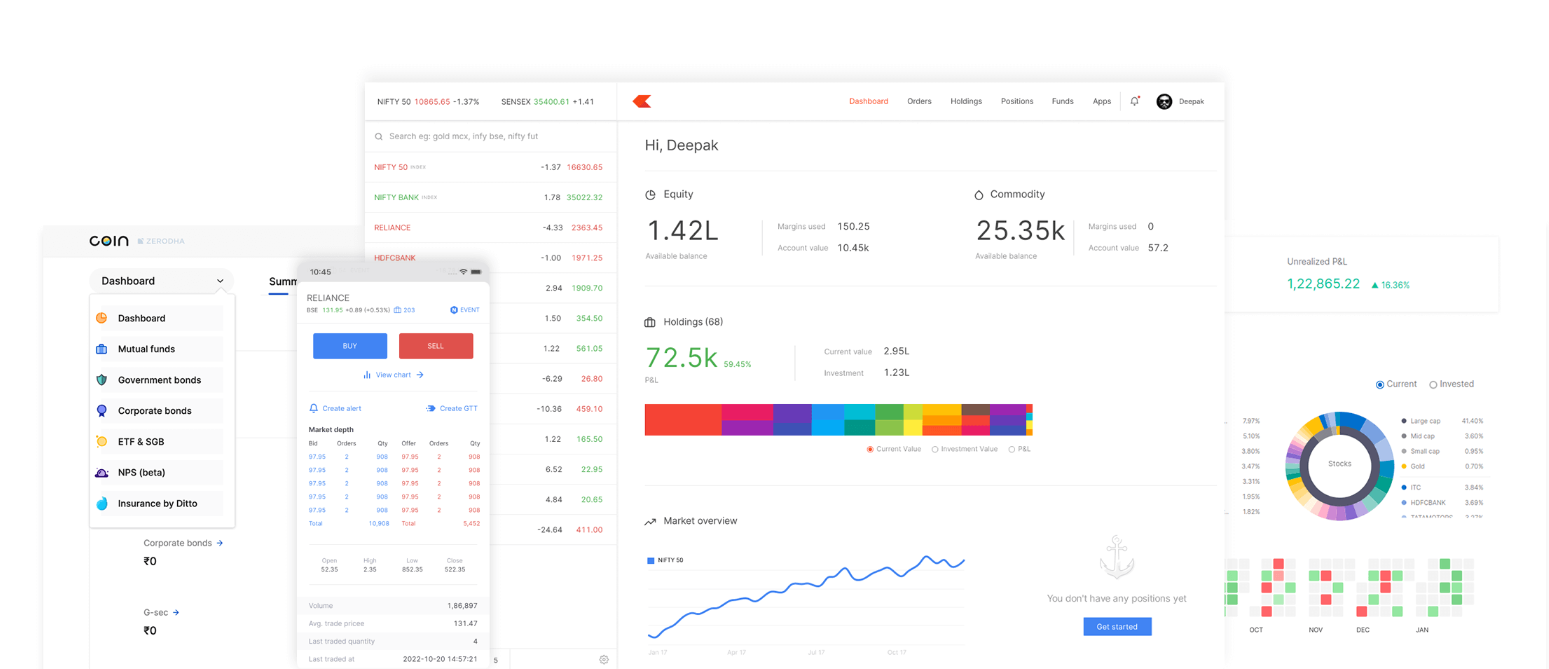 NIFTY 50 10865.65 -1.37% SENSEX 35400.61 +1.41
Search eg: gold mcv, infy bse, nifty fut
NIFTY 50 INDEX -1.37 16630.65
NIFTY BANK INDEX 1.78 35022.32
RELIANCE -4.33 2363.45
HDFCBANK -1.00 1971.25
2.94 1909.70
1.50 354.50
1.22 561.05
-6.29 26.80
-10.36 459.10
1.22 165.50
6.52 22.95
4.84 20.65
-24.64 411.00
5
Dashboard Orders Holdings Positions Funds Apps Deepak
Hi, Deepak
Equity
1.42L
Available balance
Margins used 150.25
Account value 10.45k
Commodity
25.35k
Available balance
Margins used 0
Account value 57.2
Holdings (68)
72.5k 59.45%
P&L
Current value 2.95L
Investment 1.23L
Current Value Investment Value P&L
Market overview
NIFTY 50
Jan 17 Apr 17 Jul 17 Oct 17
You don't have any positions yet
Get started
COIN ZERODHA
Dashboard
Summ
Dashboard
Mutual funds
Government bonds
Corporate bonds
ETF & SGB
NPS (beta)
Insurance by Ditto
Corporate bonds
₹0
G-sec
₹0
10:45
RELIANCE
BSE 131.95 +0.89 (+0.53%) 203 EVENT
BUY SELL
View chart
Create alert Create GTT
Market depth
Bid Orders Qty Offer Orders Qty
97.95 2 908 97.95 2 908
97.95 2 908 97.95 2 908
97.95 2 908 97.95 2 908
97.95 2 908 97.95 2 908
97.95 2 908 97.95 2 908
Total 10,908 Total 5,452
Open High Low Close
52.35 2.35 852.35 522.35
Volume 1,86,897
Avg. trade pricee 131.47
Last traded quantity 4
Last traded at 2022-10-20 14:57:21
Unrealized P&L
1,22,865.22 16.36%
Current Invested
7.97%
5.10%
3.80%
3.47%
3.31%
1.95%
1.82%
Stocks
Large cap 41.40%
Mid cap 3.60%
Small cap 0.95%
Gold 0.70%
ITC 3.84%
HDFCBANK 3.69%
OCT NOV DEC JAN